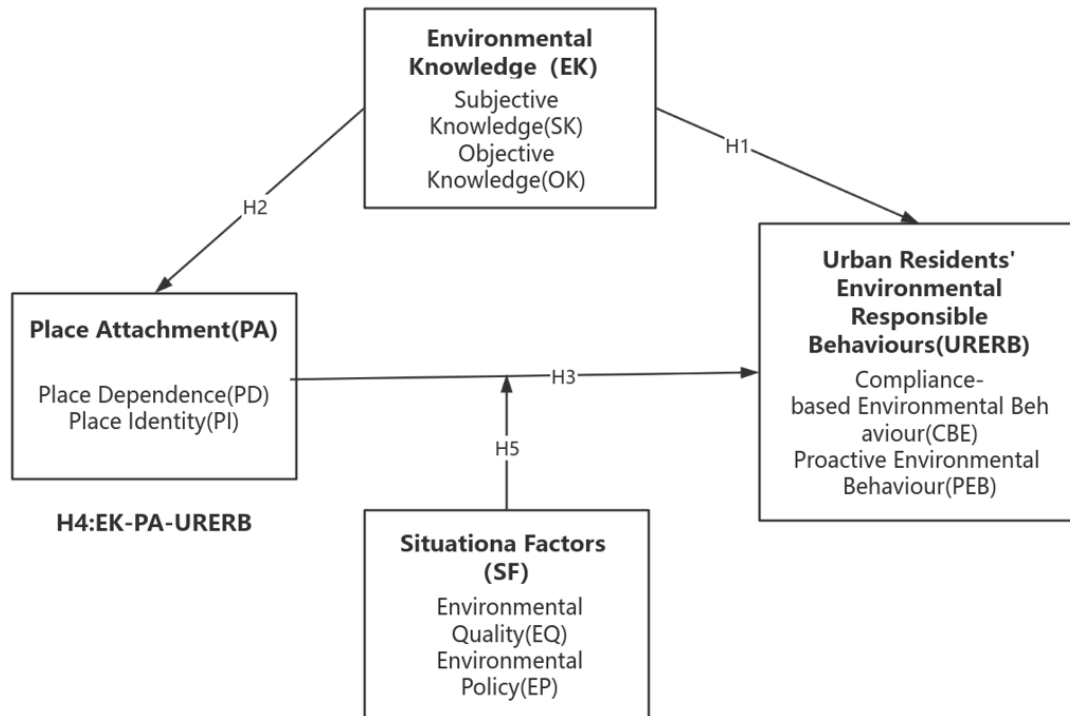 Environmental
Knowledge (EK)
Subjective
Knowledge(SK)
Objective
Knowledge(OK)
H1
H2
Urban Residents'
Environmental
Responsible
Behaviours(URERB)
Compliance-
based Environmental Beh
aviour(CBE)
Proactive Environmental
Behaviour(PEB)
Place Attachment(PA)
Place Dependence(PD)
Place Identity(PI)
H3
H5
H4:EK-PA-URERB
Situationa Factors
(SF)
Environmental
Quality(EQ)
Environmental
Policy(EP)